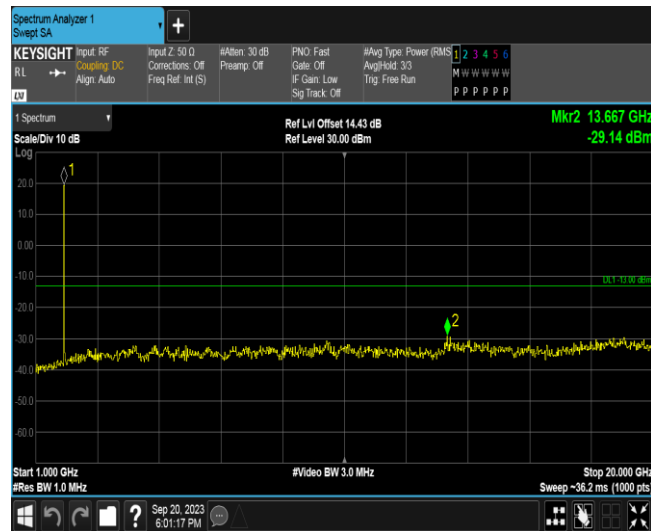 Spectrum Analyzer 1
Swept SA
+
KEYSIGHT
RL
LXI
Input: RF
Coupling: DC
Align: Auto
Input Z: 50 Ω
Corrections: Off
Freq Ref: Int (S)
#Atten: 30 dB
Preamp: Off
PNO: Fast
Gate: Off
IF Gain: Low
Sig Track: Off
#Avg Type: Power (RMS
Avg|Hold: 3/3
Trig: Free Run
1 2 3 4 5 6
M W W W W W
P P P P P P
1 Spectrum
Scale/Div 10 dB
Log
Ref Lvl Offset 14.43 dB
Ref Level 30.00 dBm
Mkr2 13.667 GHz
-29.14 dBm
1
20.0
10.0
0.00
-10.0
DL1 -13.00 dBm
-20.0
2
-30.0
-40.0
-50.0
-60.0
Start 1.000 GHz
#Res BW 1.0 MHz
#Video BW 3.0 MHz
Stop 20.000 GHz
Sweep ~36.2 ms (1000 pts)
?
Sep 20, 2023
6:01:17 PM